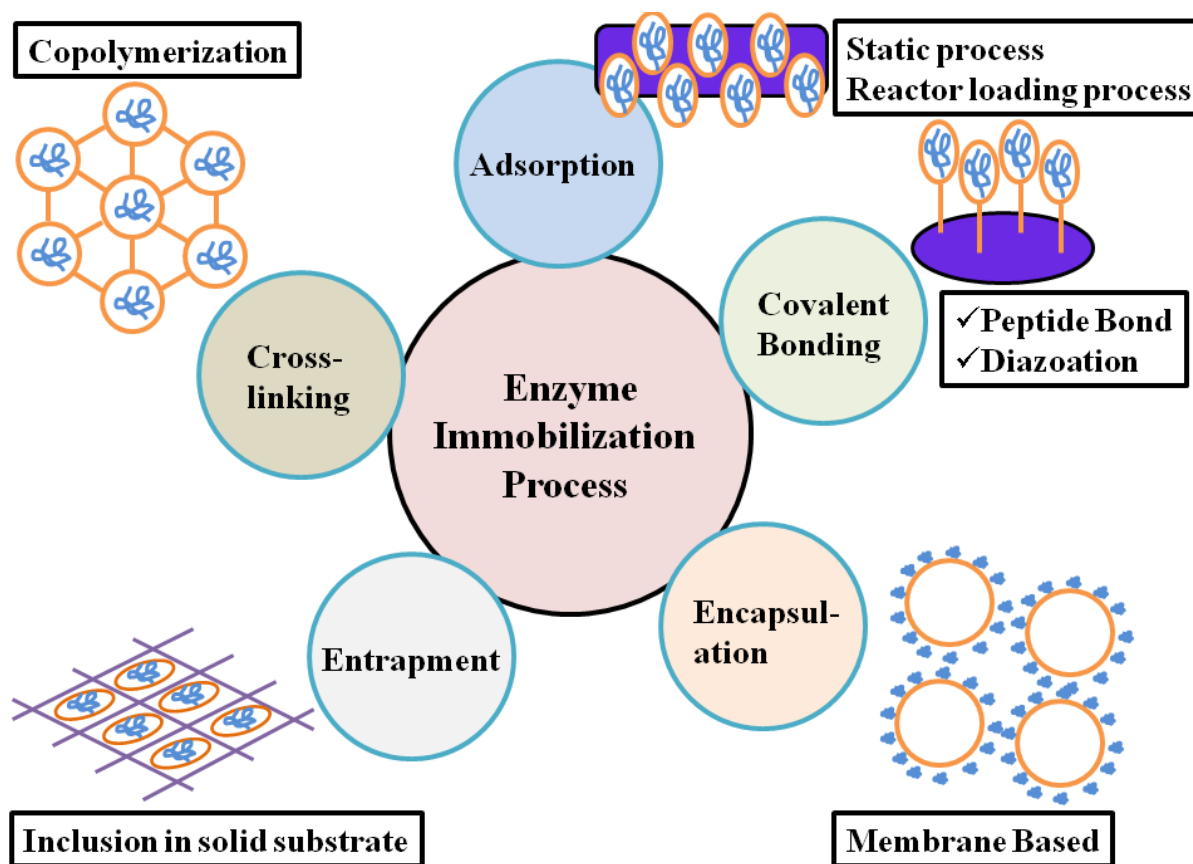 Copolymerization
Static process
Reactor loading process
Adsorption
✓Peptide Bond
✓Diazoation
Covalent
Bonding
Cross-
linking
Enzyme
Immobilization
Process
Encapsul-
ation
Entrapment
Inclusion in solid substrate
Membrane Based